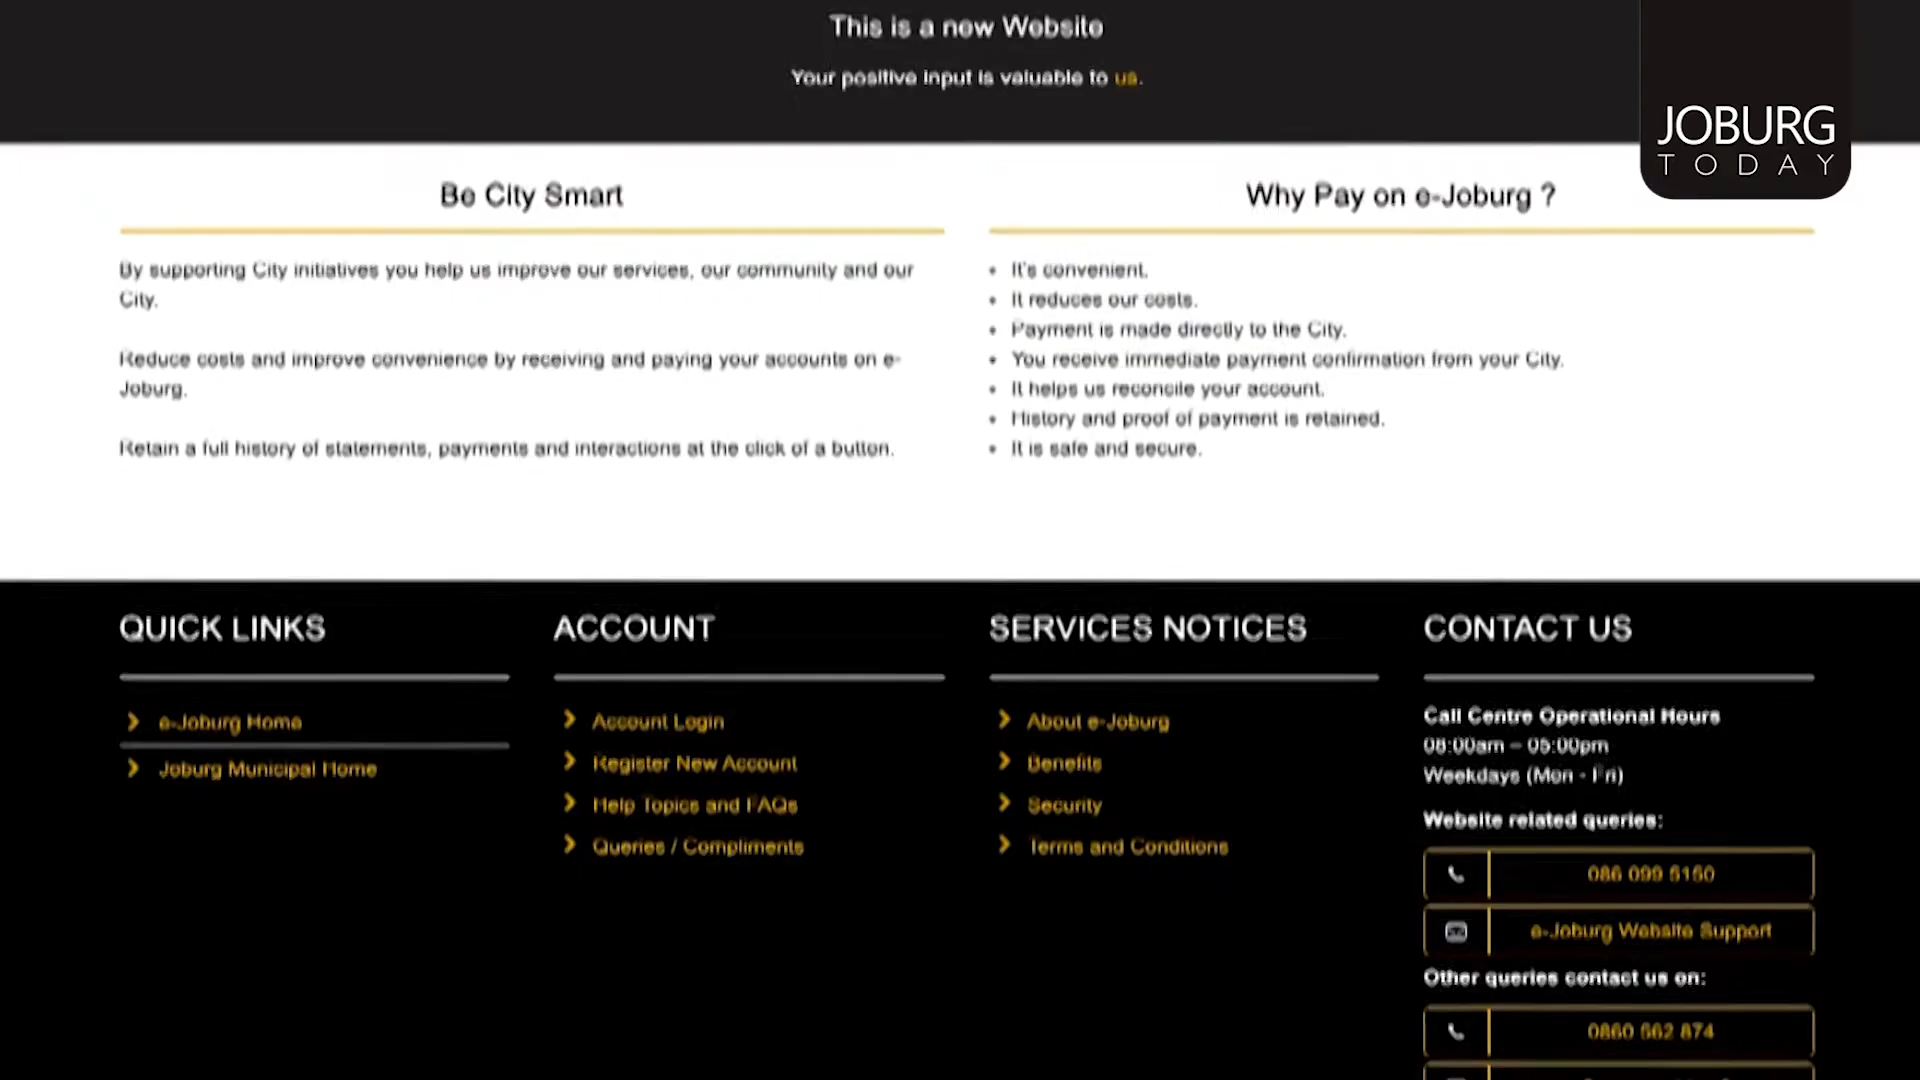 This is a new Website
Your positive input is valuable to us.
JOBURG
TODAY
Be City Smart
By supporting City initiatives you help us improve our services, our community and our
City.
Reduce costs and improve convenience by receiving and paying your accounts on e-
Joburg.
Retain a full history of statements, payments and interactions at the click of a button.
Why Pay on e-Joburg ?
• It's convenient.
• It reduces our costs.
• Payment is made directly to the City.
• You receive immediate payment confirmation from your City.
• It helps us reconcile your account.
• History and proof of payment is retained.
• It is safe and secure.
QUICK LINKS
e-Joburg Home
Joburg Municipal Home
ACCOUNT
Account Login
Register New Account
Help Topics and FAQs
Queries / Compliments
SERVICES NOTICES
About e-Joburg
Benefits
Security
Terms and Conditions
CONTACT US
Call Centre Operational Hours
08:00am – 05:00pm
Weekdays (Mon - Fri)
Website related queries:
086 099 5150
e-Joburg Website Support
Other queries contact us on:
0860 562 874